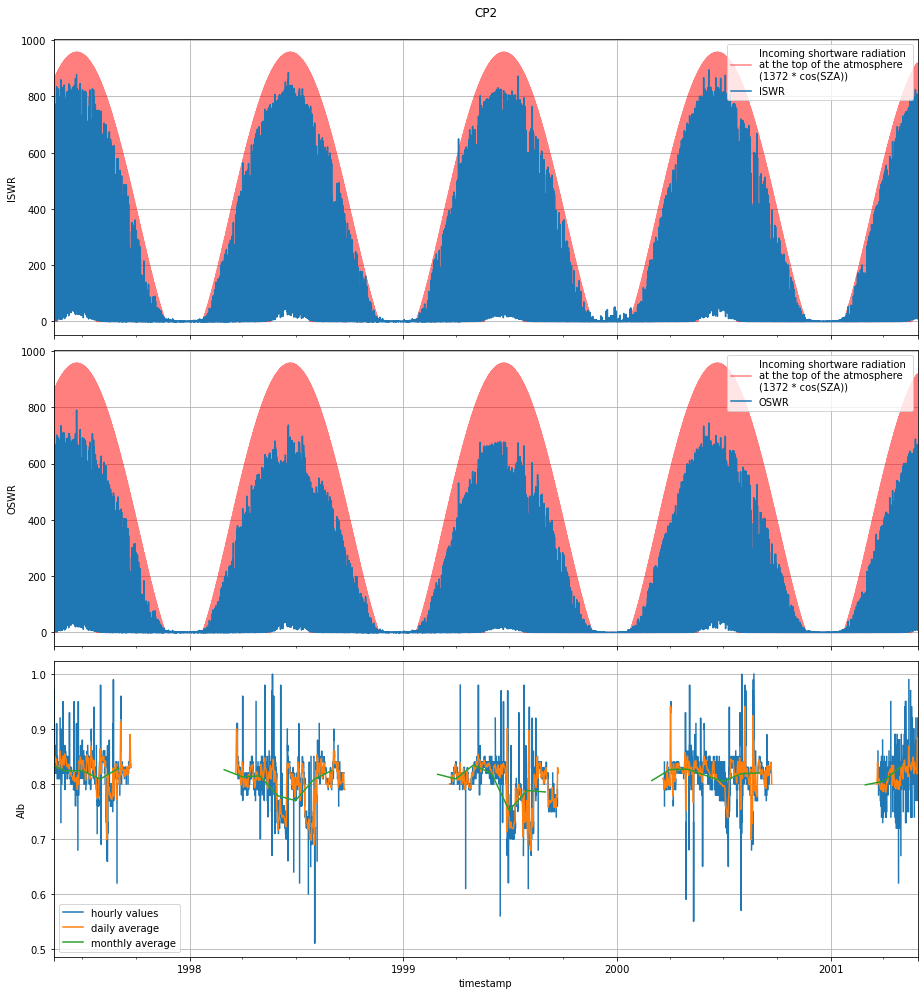 CP2
1000
800
600
400
200
0
ISWR
Incoming shortware radiation
at the top of the atmosphere
(1372 * cos(SZA))
ISWR
1000
800
600
400
200
0
OSWR
Incoming shortware radiation
at the top of the atmosphere
(1372 * cos(SZA))
OSWR
1.0
0.9
0.8
0.7
0.6
0.5
Alb
hourly values
daily average
monthly average
1998
1999
2000
2001
timestamp